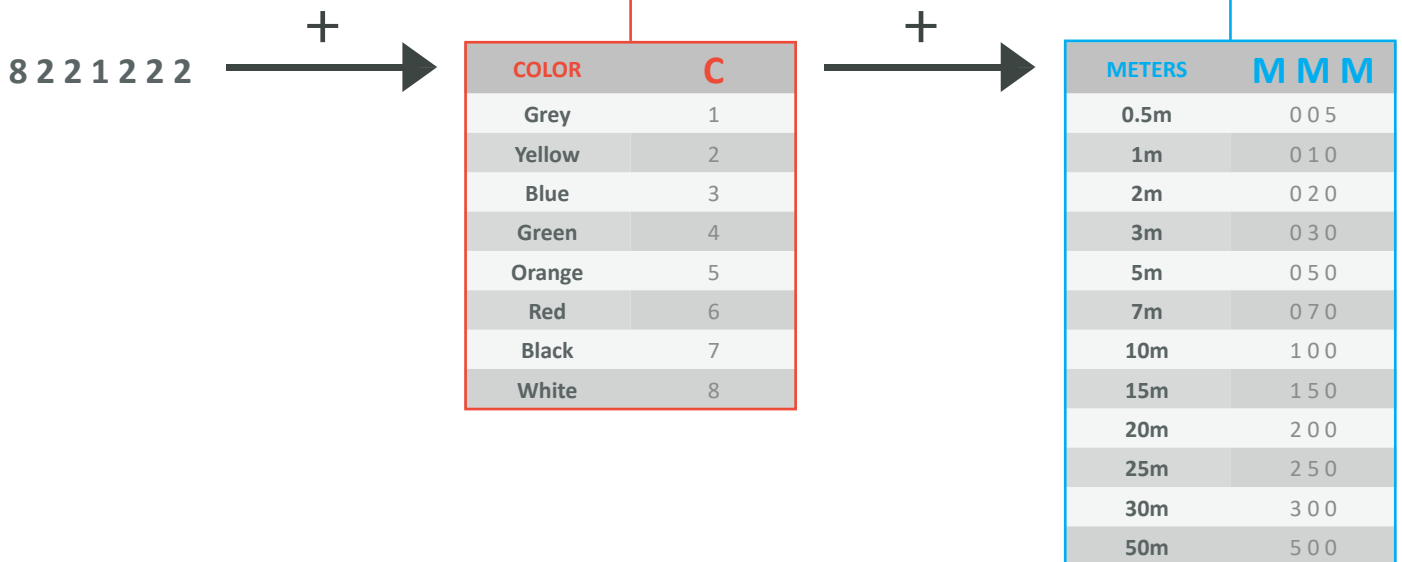 + +
8 2 2 1 2 2 2
COLOR C
Grey 1
Yellow 2
Blue 3
Green 4
Orange 5
Red 6
Black 7
White 8
METERS M M M
0.5m 0 0 5
1m 0 1 0
2m 0 2 0
3m 0 3 0
5m 0 5 0
7m 0 7 0
10m 1 0 0
15m 1 5 0
20m 2 0 0
25m 2 5 0
30m 3 0 0
50m 5 0 0